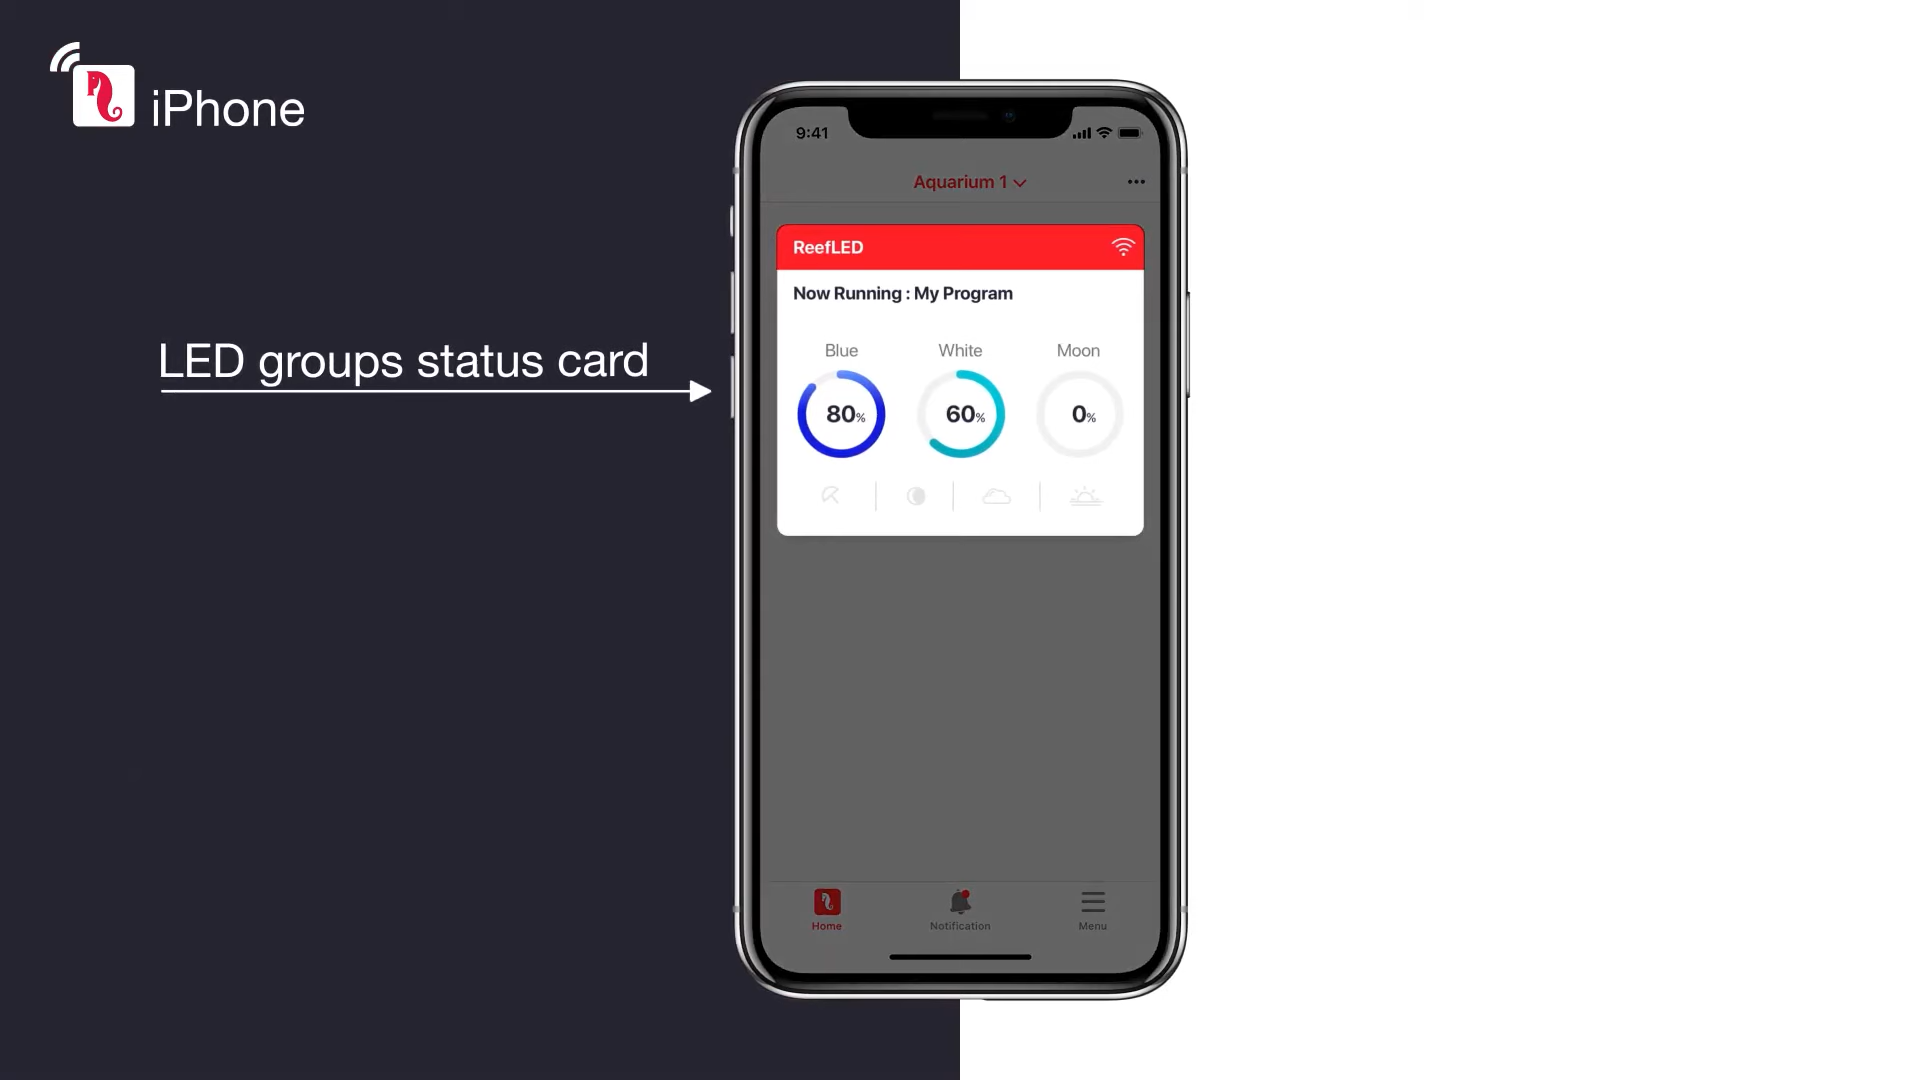 iPhone
LED groups status card
9:41
Aquarium 1
ReefLED
Now Running : My Program
Blue White Moon
80% 60% 0%
Home Notification Menu